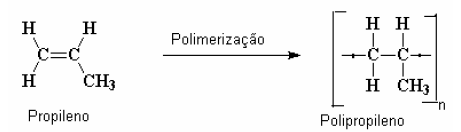 H H
C=C
H CH3
Propileno
Polimerização
H H
C–C
H CH3
n
Polipropileno